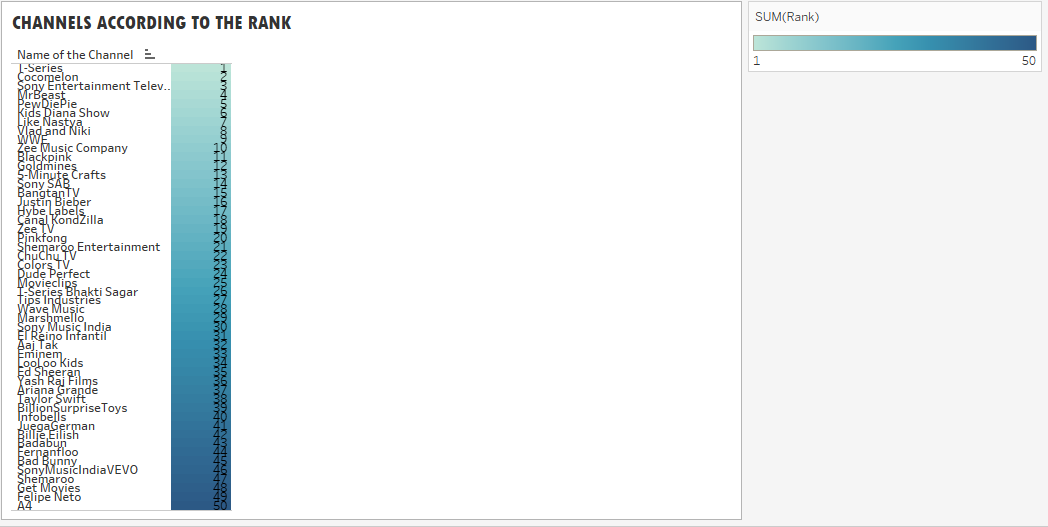 CHANNELS ACCORDING TO THE RANK
Name of the Channel
T-Series 1
Cocomelon 2
Sony Entertainment Telev.. 3
MrBeast 4
PewDiePie 5
Kids Diana Show 6
Like Nastya 7
Vlad and Niki 8
WWE 9
Zee Music Company 10
Blackpink 11
Goldmines 12
5-Minute Crafts 13
Sony SAB 14
BangtanTV 15
Justin Bieber 16
Hybe Labels 17
Canal KondZilla 18
Zee TV 19
Pinkfong 20
Shemaroo Entertainment 21
ChuChu TV 22
Colors TV 23
Dude Perfect 24
Movieclips 25
T-Series Bhakti Sagar 26
Tips Industries 27
Wave Music 28
Marshmello 29
Sony Music India 30
El Reino Infantil 31
Aaj Tak 32
Eminem 33
LooLoo Kids 34
Ed Sheeran 35
Yash Raj Films 36
Ariana Grande 37
Taylor Swift 38
BillionSurpriseToys 39
Infobells 40
JuegaGerman 41
Billie Eilish 42
Badabun 43
Fernanfloo 44
Bad Bunny 45
SonyMusicIndiaVEVO 46
Shemaroo 47
Get Movies 48
Felipe Neto 49
A4 50
SUM(Rank)
1 50